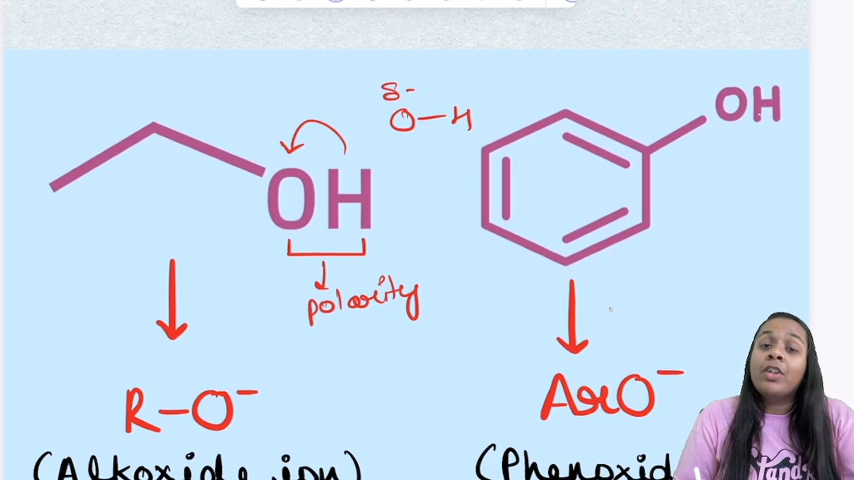 δ-
O—H
OH
OH
polarity
R—O⁻
ArO⁻
(Alkoxide ion)
(Phenoxid